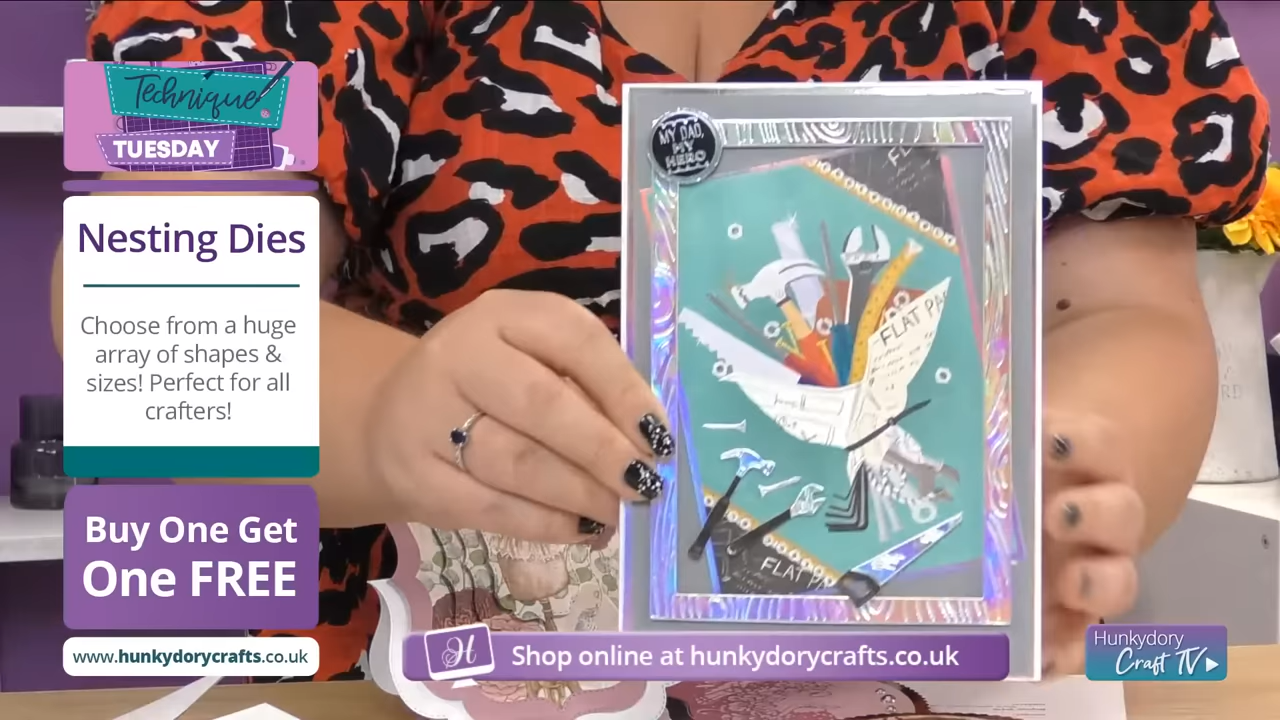 Technique
TUESDAY
Nesting Dies
Choose from a huge
array of shapes &
sizes! Perfect for all
crafters!
Buy One Get
One FREE
www.hunkydorycrafts.co.uk
MY DAD,
MY
HERO
FL
FLAT PA
FLAT PA
H
Shop online at hunkydorycrafts.co.uk
Hunkydory
Craft TV